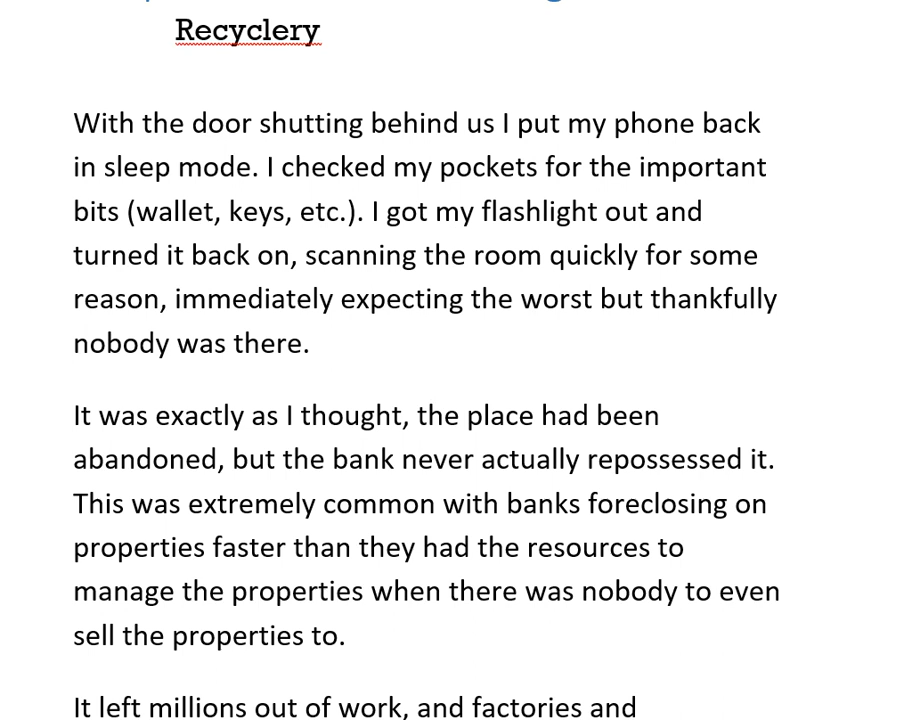 Recyclery
With the door shutting behind us I put my phone back
in sleep mode. I checked my pockets for the important
bits (wallet, keys, etc.). I got my flashlight out and
turned it back on, scanning the room quickly for some
reason, immediately expecting the worst but thankfully
nobody was there.
It was exactly as I thought, the place had been
abandoned, but the bank never actually repossessed it.
This was extremely common with banks foreclosing on
properties faster than they had the resources to
manage the properties when there was nobody to even
sell the properties to.
It left millions out of work, and factories and